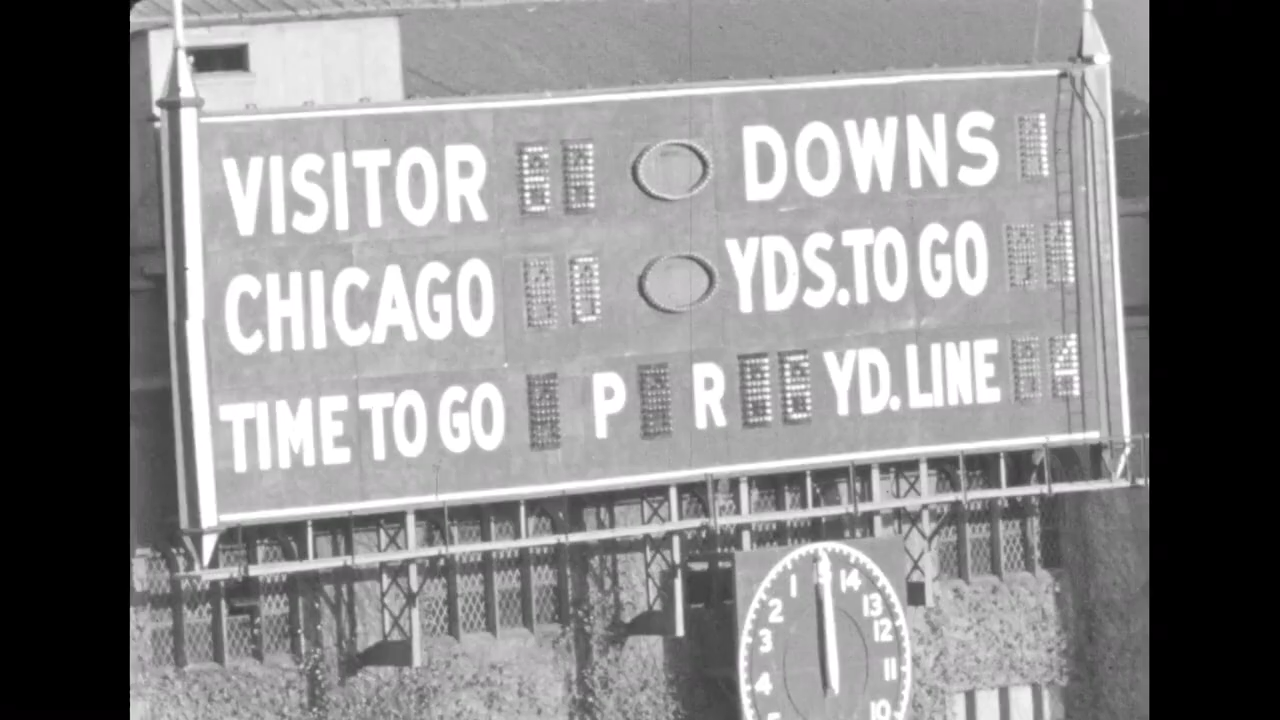 VISITOR DOWNS
CHICAGO YDS. TO GO
TIME TO GO P R YD. LINE
1 14
2 13
3 12
4 11
10